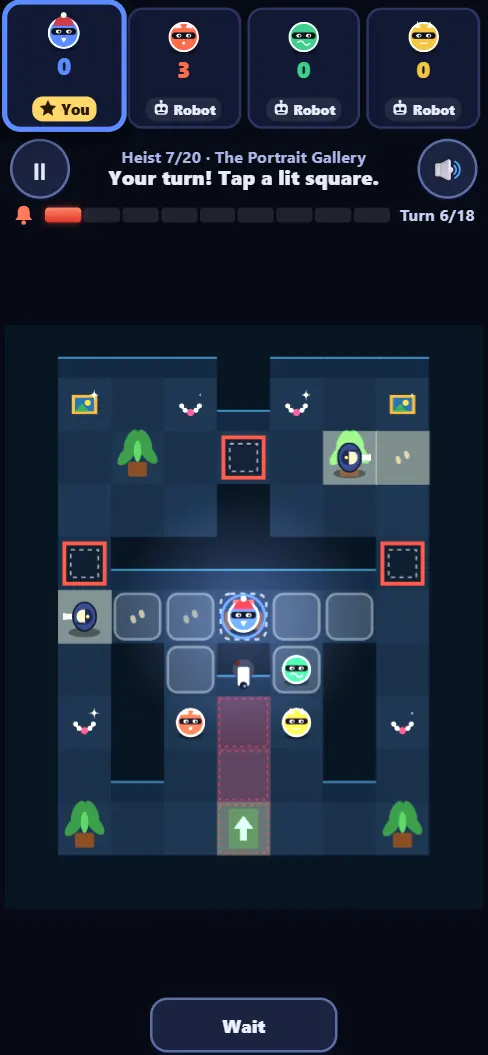 0
3
0
0
You
Robot
Robot
Robot
Heist 7/20 · The Portrait Gallery
Your turn! Tap a lit square.
Turn 6/18
Wait